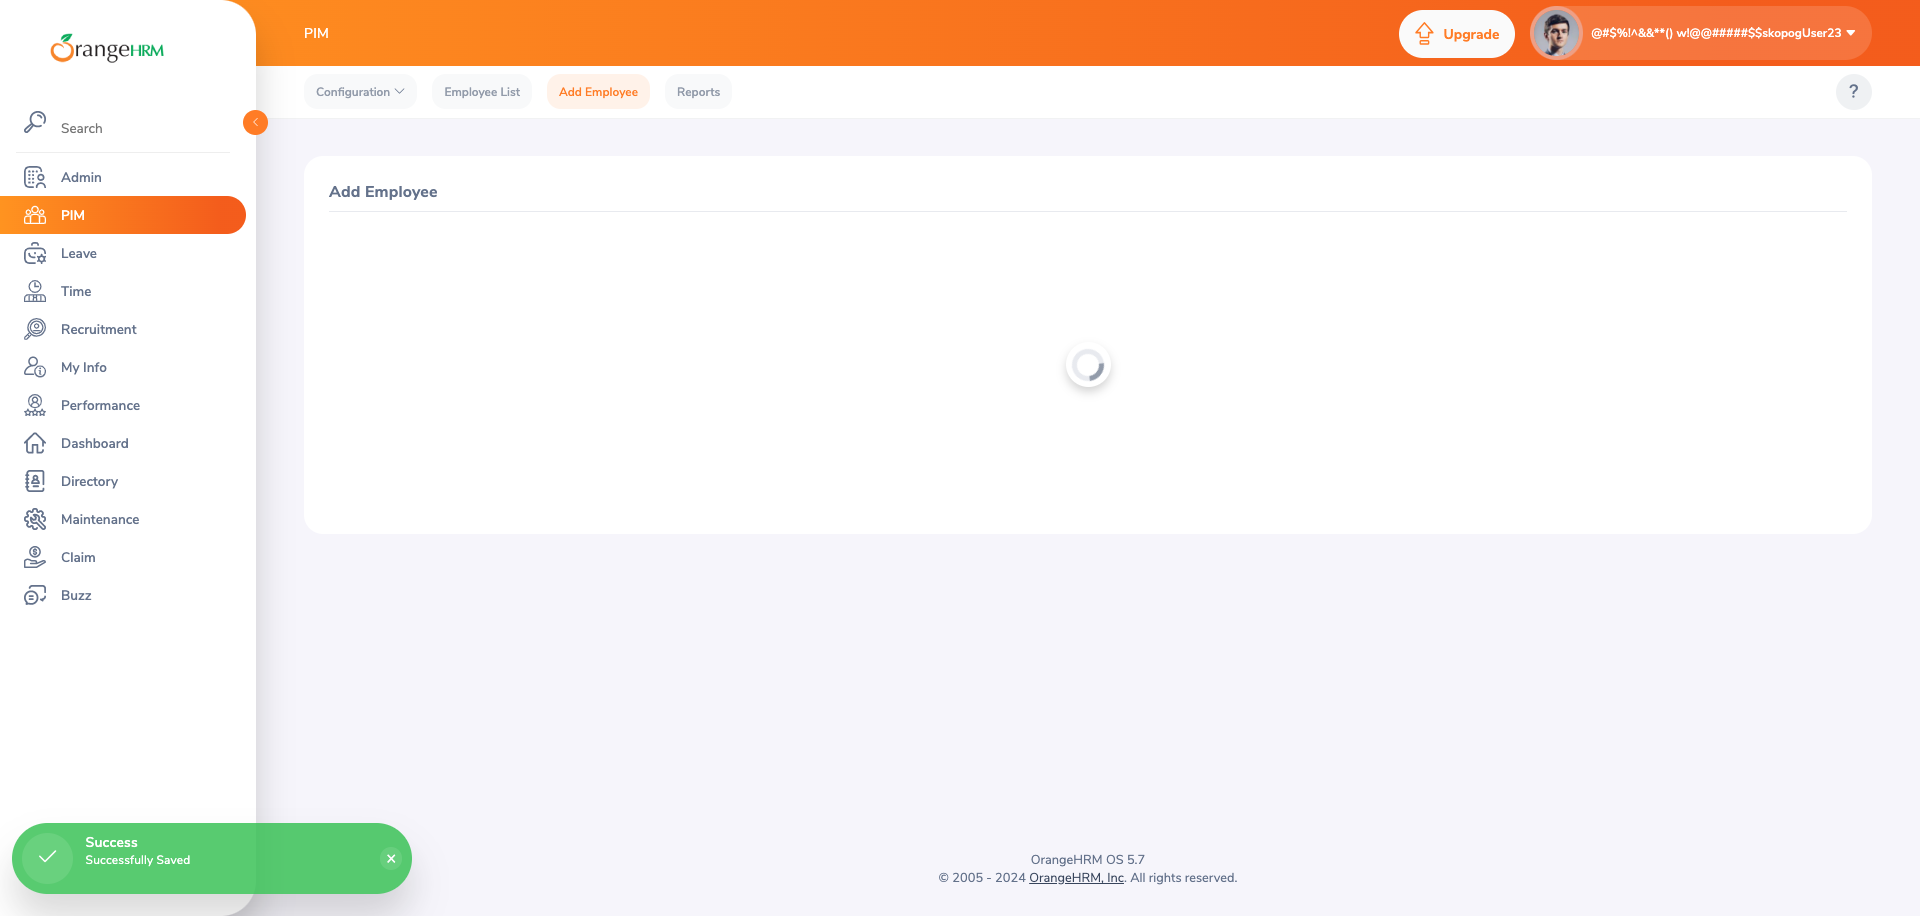 OrangeHRM
PIM
Upgrade
@#$%!^&&**() w!@@#####$$skopogUser23
Configuration
Employee List
Add Employee
Reports
?
Search
Admin
PIM
Leave
Time
Recruitment
My Info
Performance
Dashboard
Directory
Maintenance
Claim
Buzz
Add Employee
Success
Successfully Saved
OrangeHRM OS 5.7
© 2005 - 2024 OrangeHRM, Inc. All rights reserved.